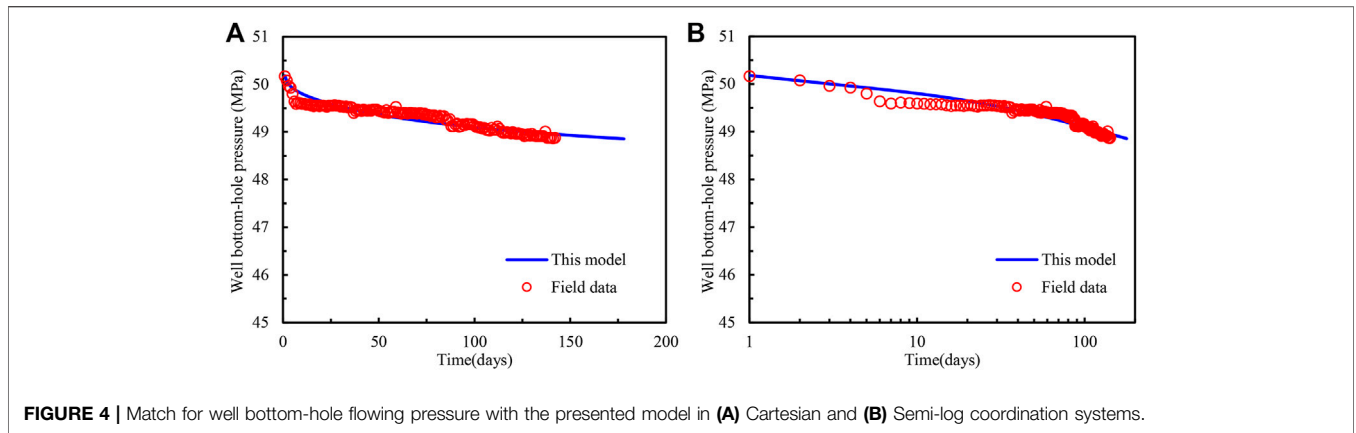 A
51
50
49
48
47
46
45
Well bottom-hole pressure (MPa)
This model
Field data
0 50 100 150 200
Time(days)
B
51
50
49
48
47
46
45
Well bottom-hole pressure (MPa)
This model
Field data
1 10 100
Time(days)
FIGURE 4 | Match for well bottom-hole flowing pressure with the presented model in (A) Cartesian and (B) Semi-log coordination systems.